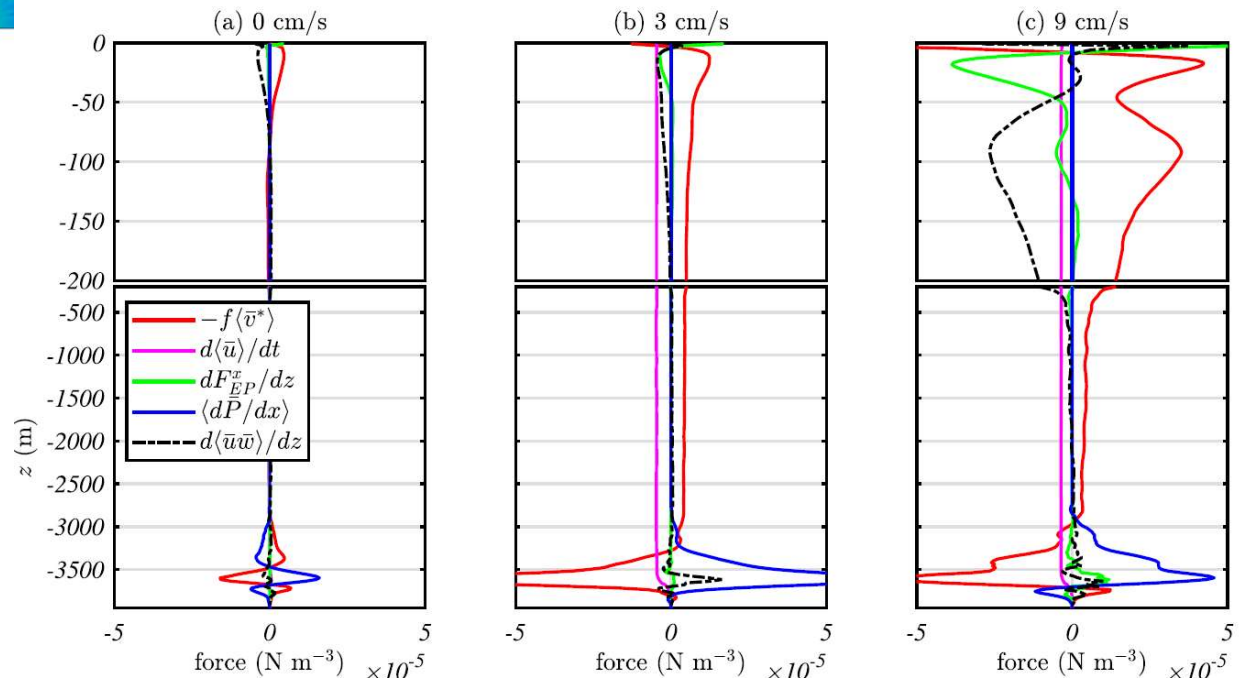 (a) 0 cm/s (b) 3 cm/s (c) 9 cm/s
0
-50
-100
-150
-200
-500
-1000
-1500
-2000
-2500
-3000
-3500
z (m)
−f⟨v̄*⟩
d⟨ū⟩/dt
dF^x_EP/dz
⟨dP̄/dx⟩
d⟨ūw̄⟩/dz
-5 0 5 -5 0 5 -5 0 5
force (N m⁻³) ×10⁻⁵ force (N m⁻³) ×10⁻⁵ force (N m⁻³) ×10⁻⁵